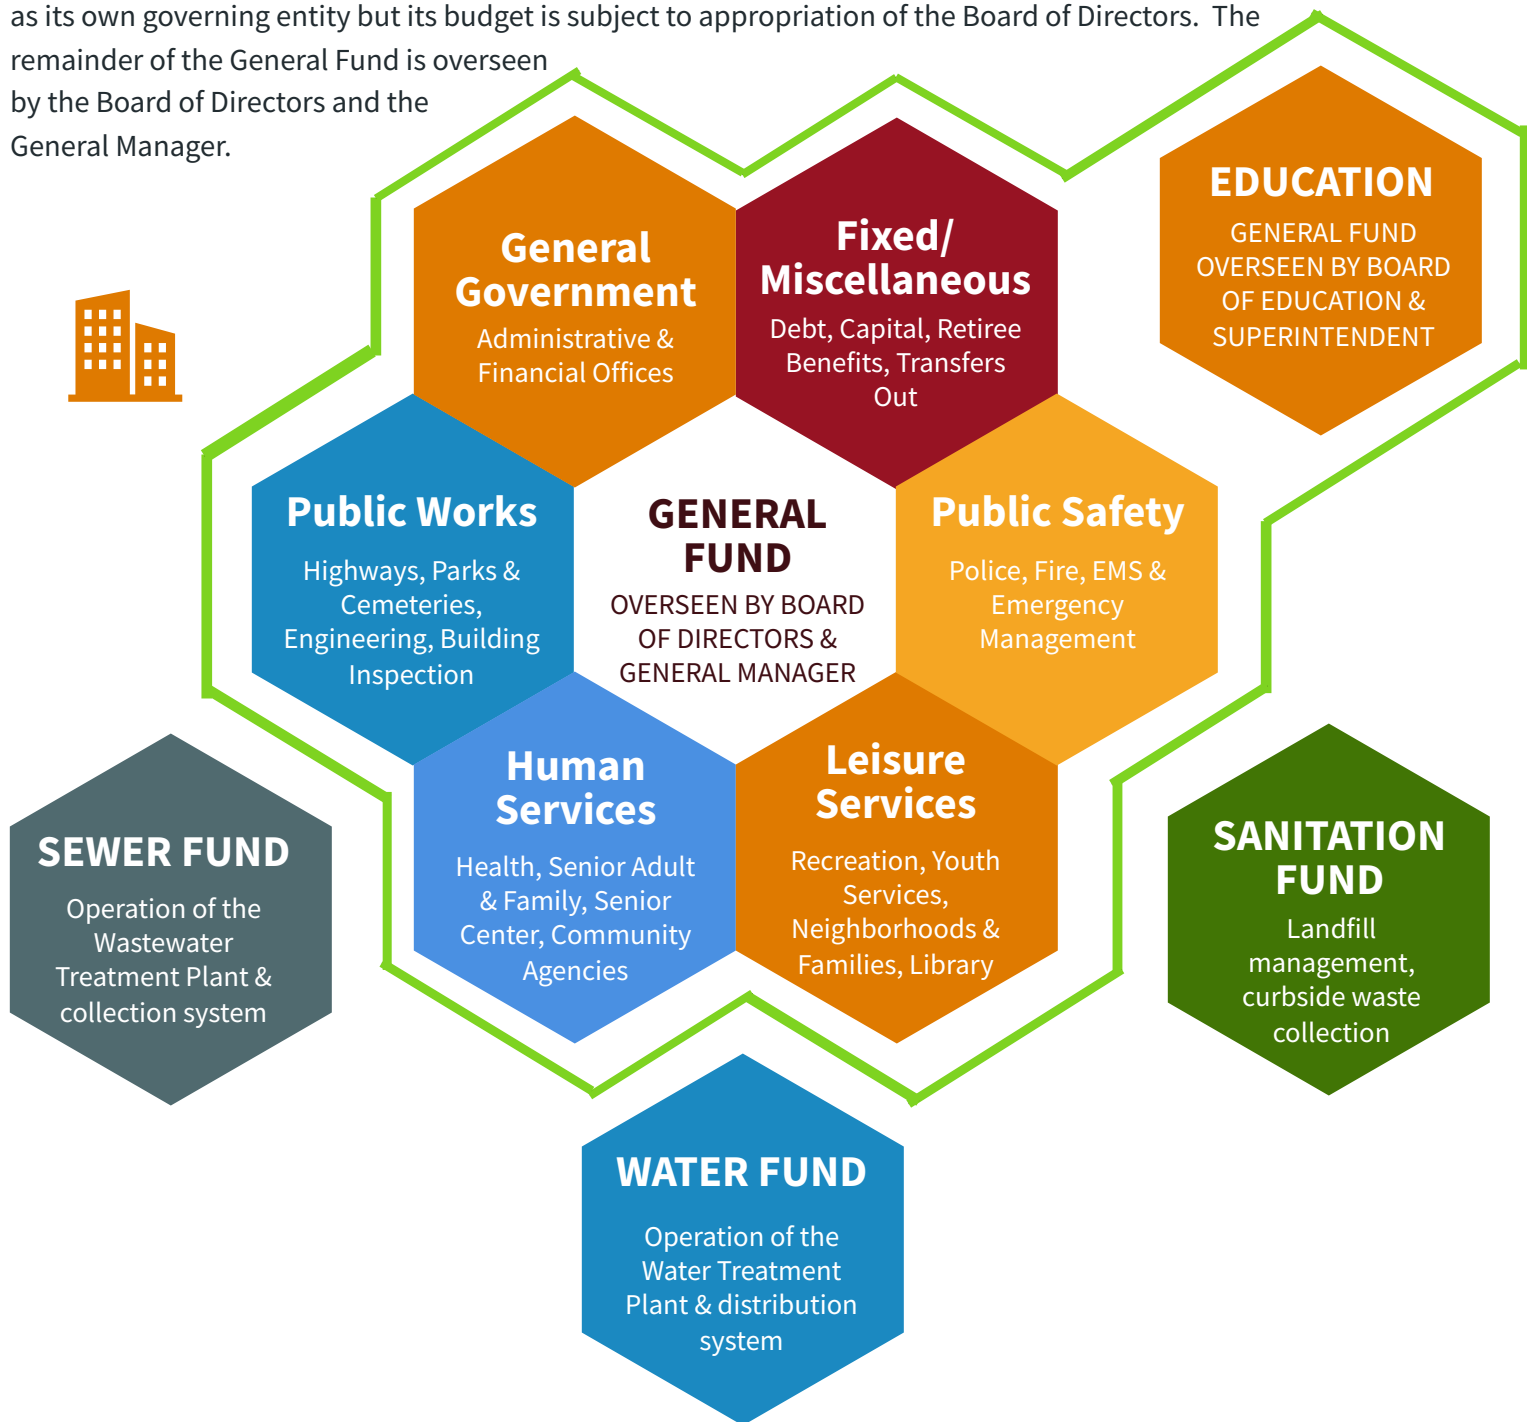 as its own governing entity but its budget is subject to appropriation of the Board of Directors.  The
remainder of the General Fund is overseen
by the Board of Directors and the
General Manager.
General
Government
Administrative &
Financial Offices
Fixed/
Miscellaneous
Debt, Capital, Retiree
Benefits, Transfers
Out
EDUCATION
GENERAL FUND
OVERSEEN BY BOARD
OF EDUCATION &
SUPERINTENDENT
Public Works
Highways, Parks &
Cemeteries,
Engineering, Building
Inspection
GENERAL
FUND
OVERSEEN BY BOARD
OF DIRECTORS &
GENERAL MANAGER
Public Safety
Police, Fire, EMS &
Emergency
Management
Human
Services
Health, Senior Adult
& Family, Senior
Center, Community
Agencies
Leisure
Services
Recreation, Youth
Services,
Neighborhoods &
Families, Library
SEWER FUND
Operation of the
Wastewater
Treatment Plant &
collection system
SANITATION
FUND
Landfill
management,
curbside waste
collection
WATER FUND
Operation of the
Water Treatment
Plant & distribution
system